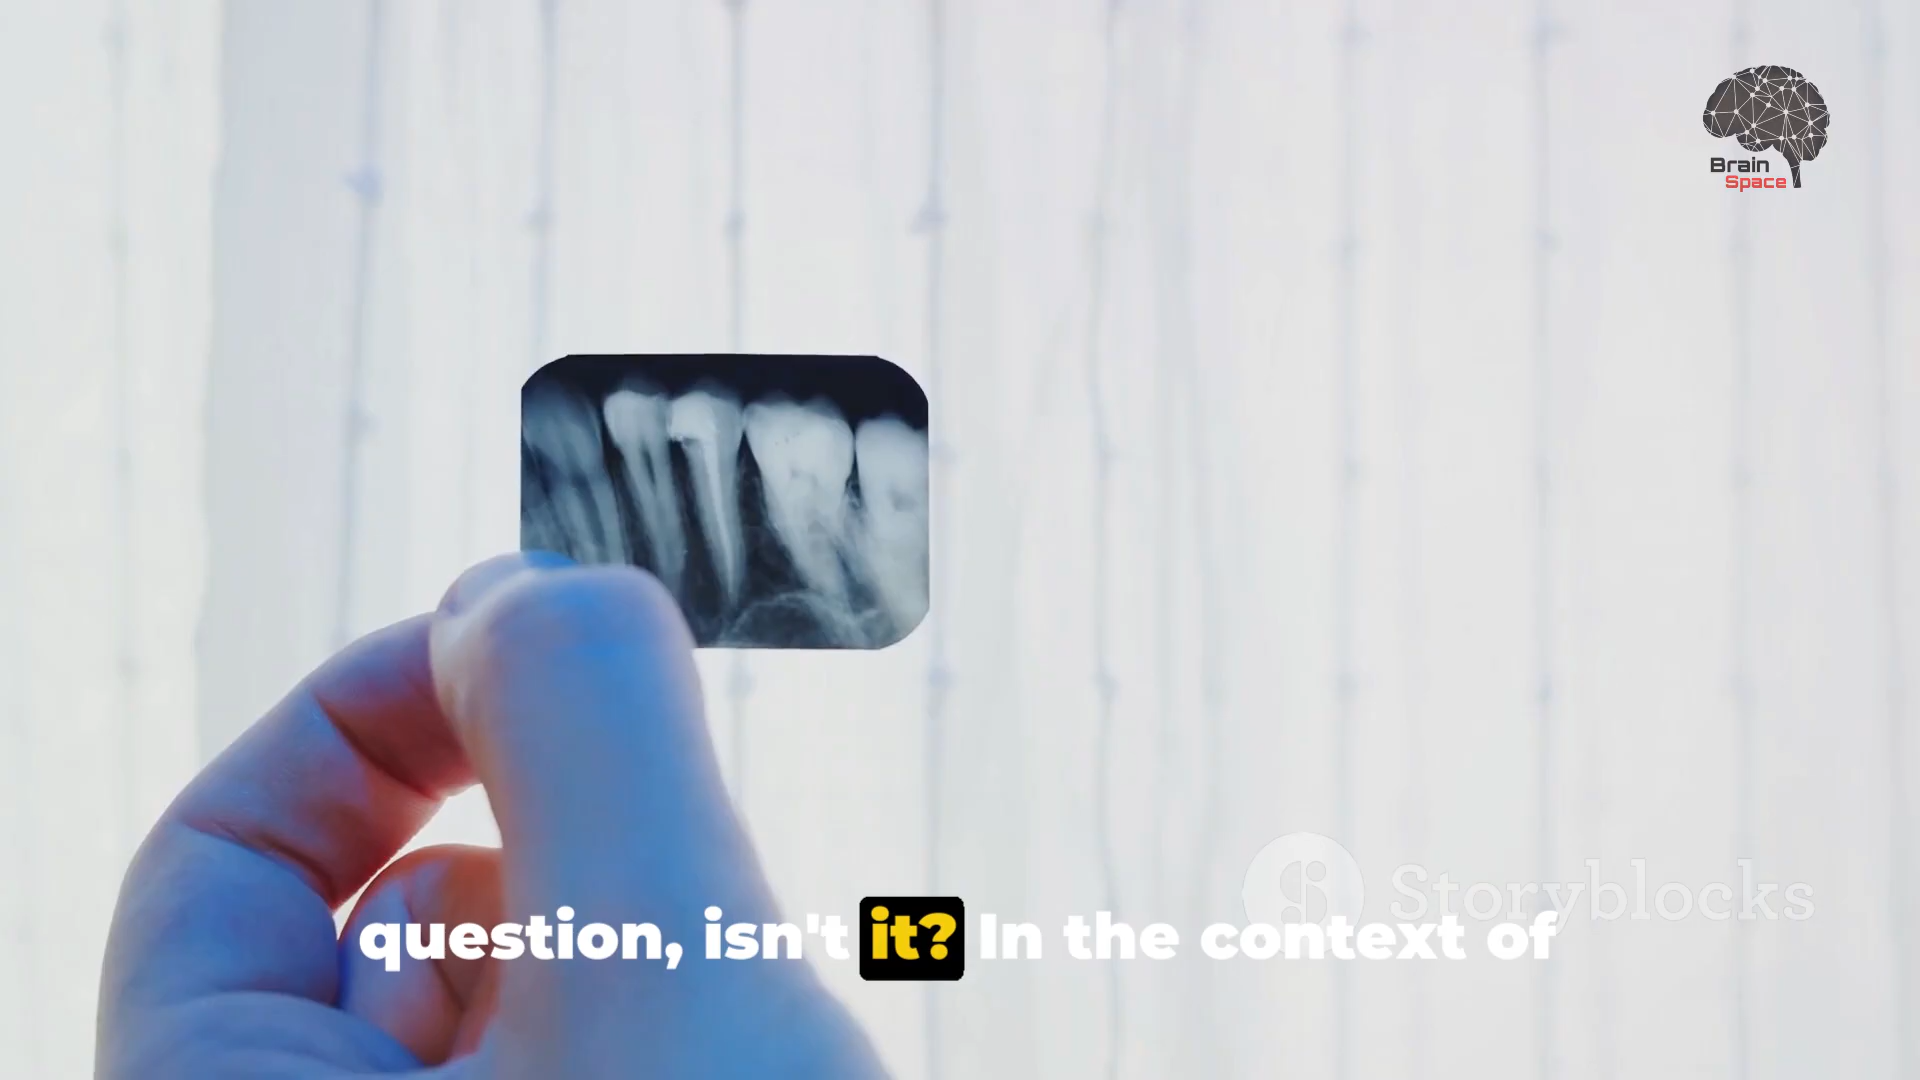 Brain
Space
Storyblocks
question, isn't it? In the context of